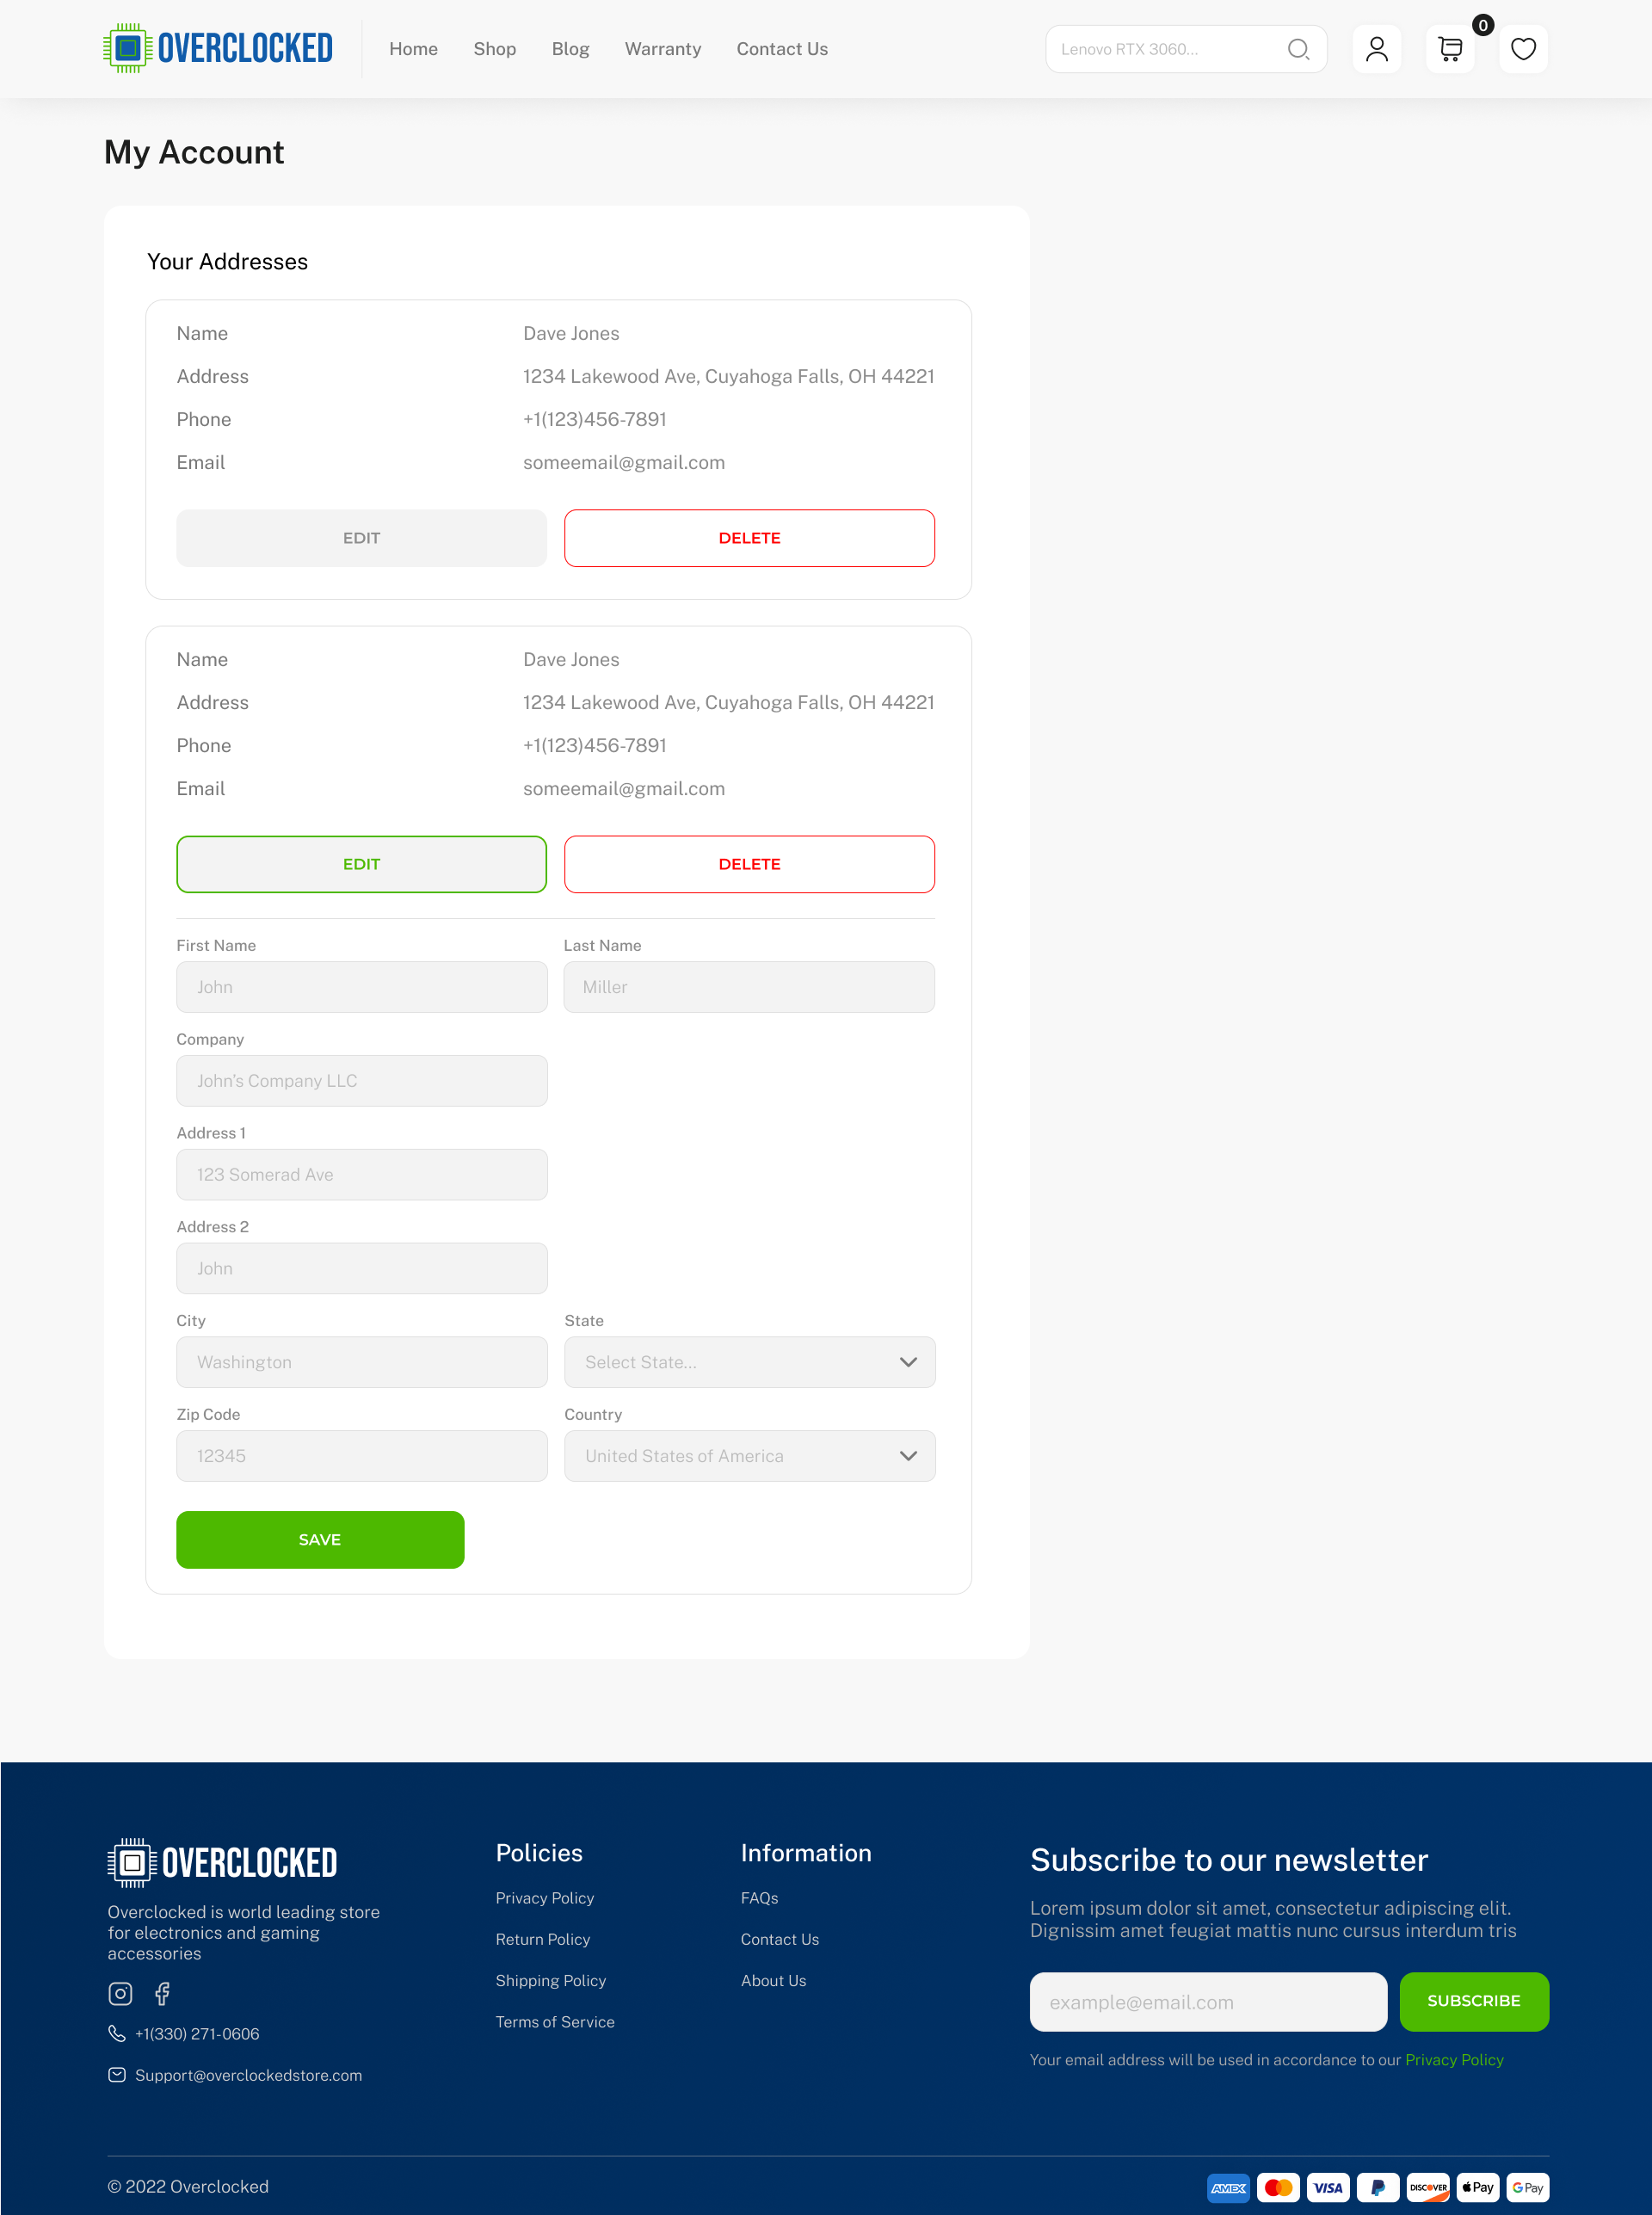 OVERCLOCKED
Home
Shop
Blog
Warranty
Contact Us
Lenovo RTX 3060...
0
My Account
Your Addresses
Name
Dave Jones
Address
1234 Lakewood Ave, Cuyahoga Falls, OH 44221
Phone
+1(123)456-7891
Email
someemail@gmail.com
EDIT
DELETE
Name
Dave Jones
Address
1234 Lakewood Ave, Cuyahoga Falls, OH 44221
Phone
+1(123)456-7891
Email
someemail@gmail.com
EDIT
DELETE
First Name
Last Name
John
Miller
Company
John's Company LLC
Address 1
123 Somerad Ave
Address 2
John
City
State
Washington
Select State...
Zip Code
Country
12345
United States of America
SAVE
OVERCLOCKED
Overclocked is world leading store
for electronics and gaming
accessories
+1(330) 271-0606
Support@overclockedstore.com
Policies
Privacy Policy
Return Policy
Shipping Policy
Terms of Service
Information
FAQs
Contact Us
About Us
Subscribe to our newsletter
Lorem ipsum dolor sit amet, consectetur adipiscing elit.
Dignissim amet feugiat mattis nunc cursus interdum tris
example@email.com
SUBSCRIBE
Your email address will be used in accordance to our Privacy Policy
© 2022 Overclocked
AMEX
VISA
DISCOVER
Pay
G Pay